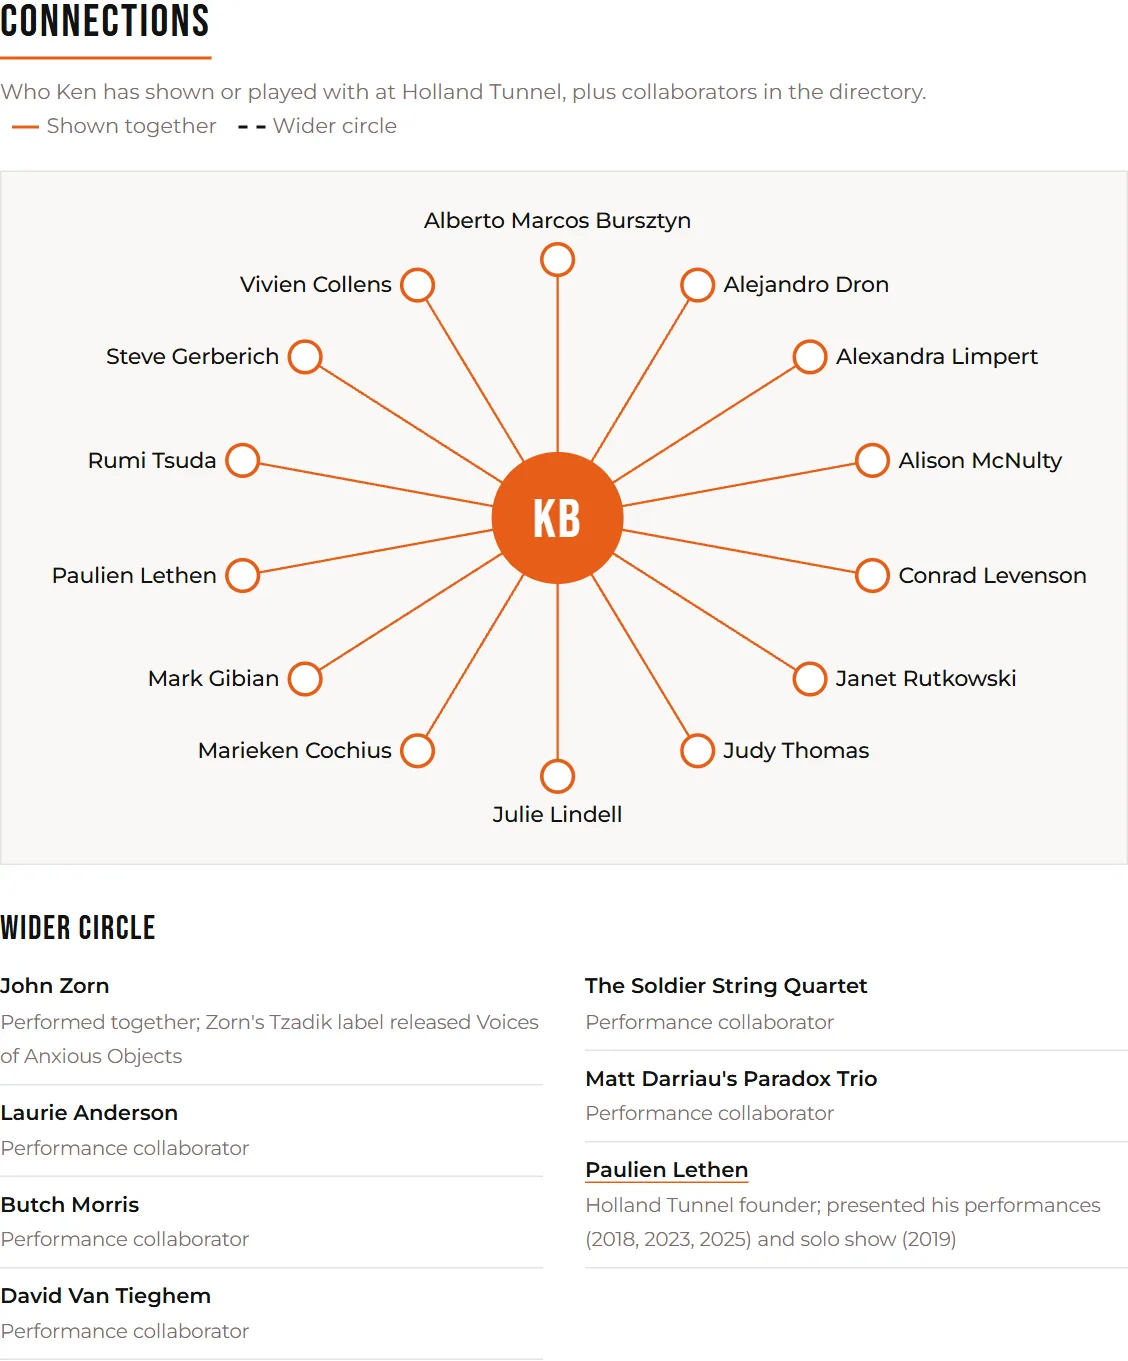 CONNECTIONS
Who Ken has shown or played with at Holland Tunnel, plus collaborators in the directory.
Shown together Wider circle
Alberto Marcos Bursztyn
Vivien Collens
Alejandro Dron
Steve Gerberich
Alexandra Limpert
Rumi Tsuda
Alison McNulty
KB
Paulien Lethen
Conrad Levenson
Mark Gibian
Janet Rutkowski
Marieken Cochius
Judy Thomas
Julie Lindell
WIDER CIRCLE
John Zorn
Performed together; Zorn's Tzadik label released Voices
of Anxious Objects
Laurie Anderson
Performance collaborator
Butch Morris
Performance collaborator
David Van Tieghem
Performance collaborator
The Soldier String Quartet
Performance collaborator
Matt Darriau's Paradox Trio
Performance collaborator
Paulien Lethen
Holland Tunnel founder; presented his performances
(2018, 2023, 2025) and solo show (2019)